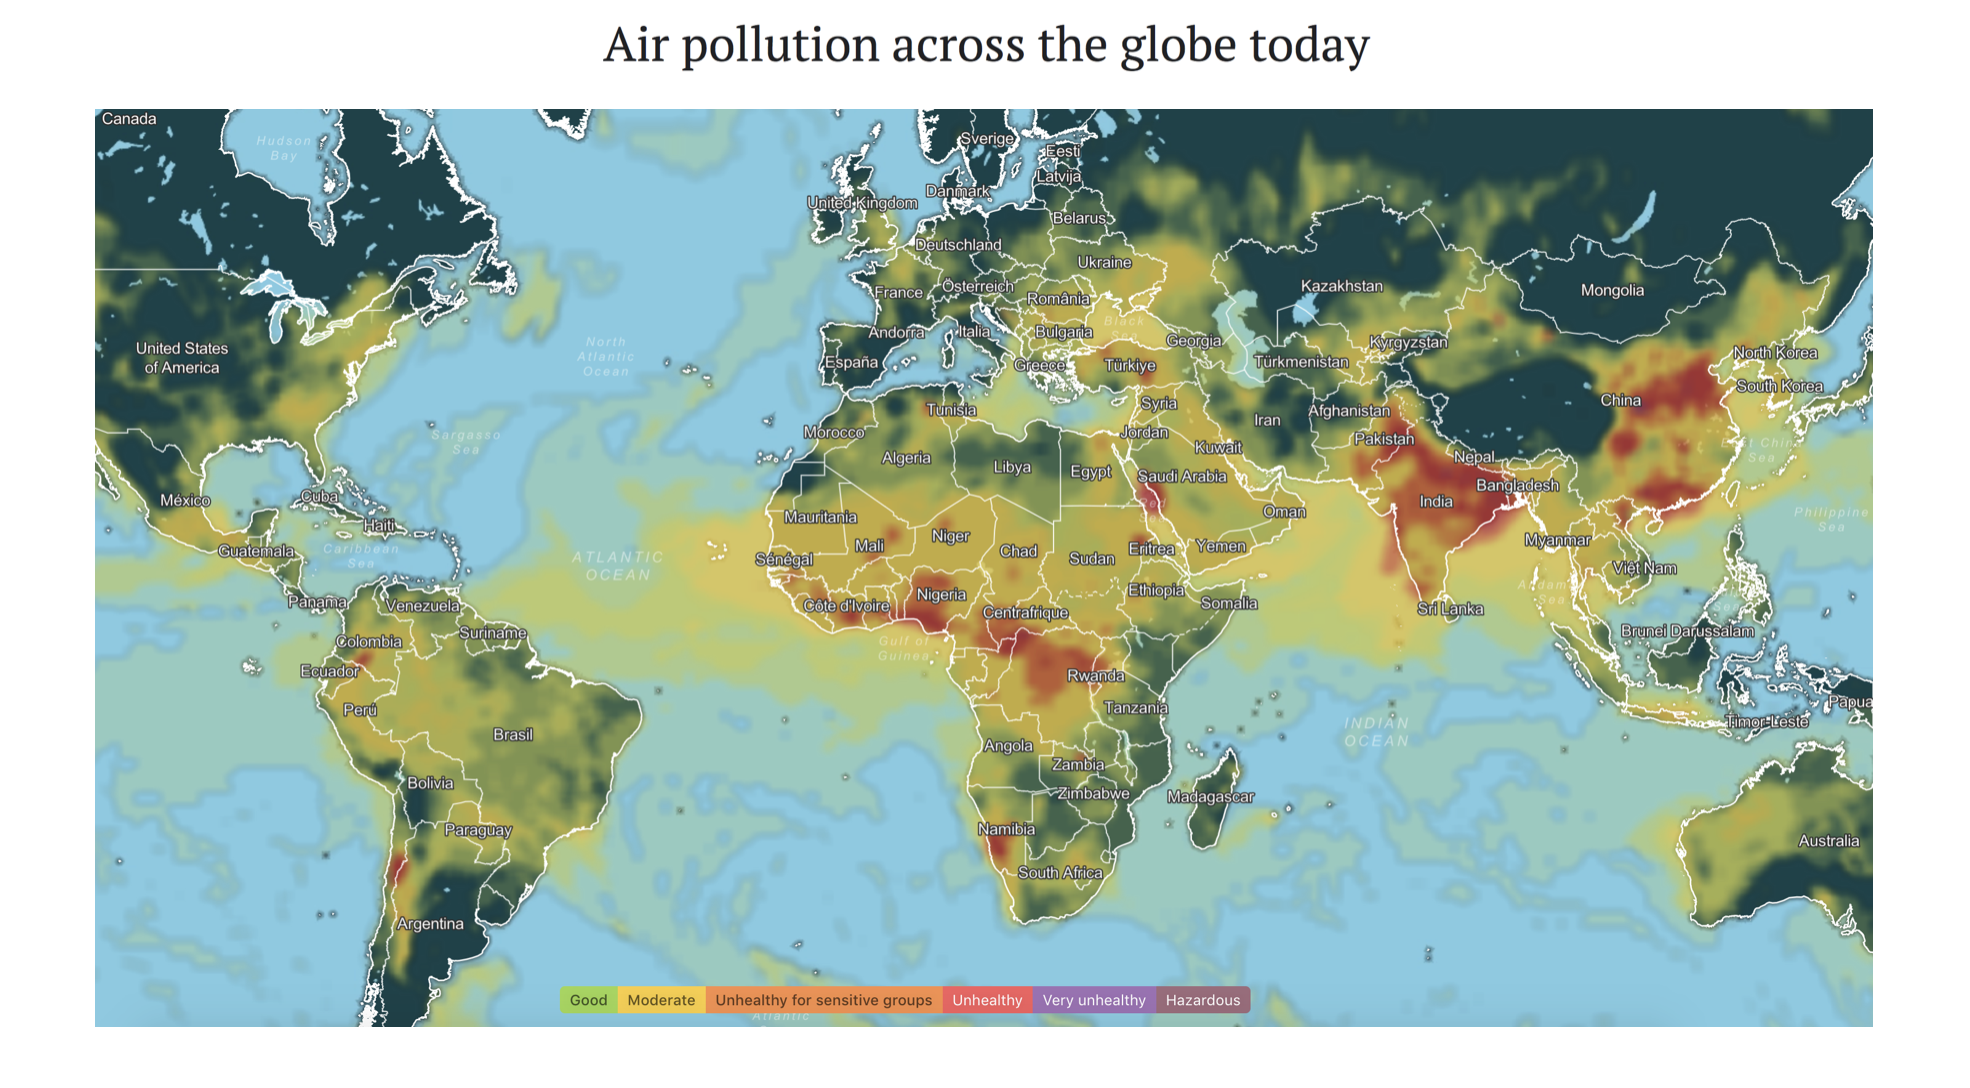 Air pollution across the globe today
Canada
Hudson
Bay
Sverige
Eesti
Latvija
Danmark
United Kingdom
Belarus
Deutschland
Ukraine
France
Österreich
România
Kazakhstan
Mongolia
Andorra
Italia
Bulgaria
Black
Sea
Georgia
Kyrgyzstan
North Korea
United States
of America
North
Atlantic
Ocean
España
Greece
Türkiye
Türkmenistan
South Korea
China
Tunisia
Syria
Iran
Afghanistan
Sargasso
Sea
Morocco
Jordan
Kuwait
Pakistan
East China
Sea
Algeria
Libya
Egypt
Saudi Arabia
Nepal
Bangladesh
México
Cuba
India
Haiti
Mauritania
Red
Sea
Oman
Philippine
Sea
Guatemala
Caribbean
Sea
ATLANTIC
OCEAN
Sénégal
Mali
Niger
Chad
Sudan
Eritrea
Yemen
Myanmar
Việt Nam
Panama
Venezuela
Côte d'Ivoire
Nigeria
Centrafrique
Ethiopia
Somalia
Sri Lanka
Andaman
Sea
Colombia
Suriname
Gulf of
Guinea
Brunei Darussalam
Ecuador
Rwanda
Perú
Brasil
Tanzania
INDIAN
OCEAN
Timor-Leste
Papua
Angola
Bolivia
Zambia
Zimbabwe
Madagascar
Paraguay
Namibia
South Africa
Australia
Argentina
Good
Moderate
Unhealthy for sensitive groups
Unhealthy
Very unhealthy
Hazardous
Atlantic